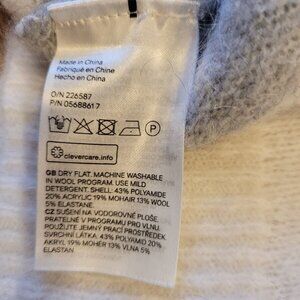 Made in China
Fabriqué en Chine
Hecho en China
O/N 226587
P/N 05688617
P
clevercare.info
GB DRY FLAT. MACHINE WASHABLE
IN WOOL PROGRAM. USE MILD
DETERGENT. SHELL: 43% POLYAMID
20% ACRYLIC 19% MOHAIR 13% WOOL
5% ELASTANE.
CZ SUŠENÍ NA VODOROVNÉ PLOŠE.
PRATELNÉ V PROGRAMU PRO VLNU.
POUŽIJTE JEMNÝ PRACÍ PROSTŘEDEK.
SVRCHNÍ LÁTKA. 43% POLYAMID 20%
AKRYL 19% MOHÉR 13% VLNA 5%
ELASTAN.